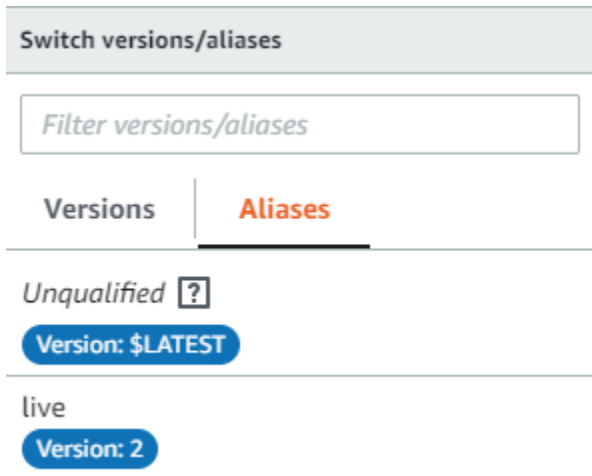 Switch versions/aliases
Filter versions/aliases
Versions Aliases
Unqualified [?]
Version: $LATEST
live
Version: 2